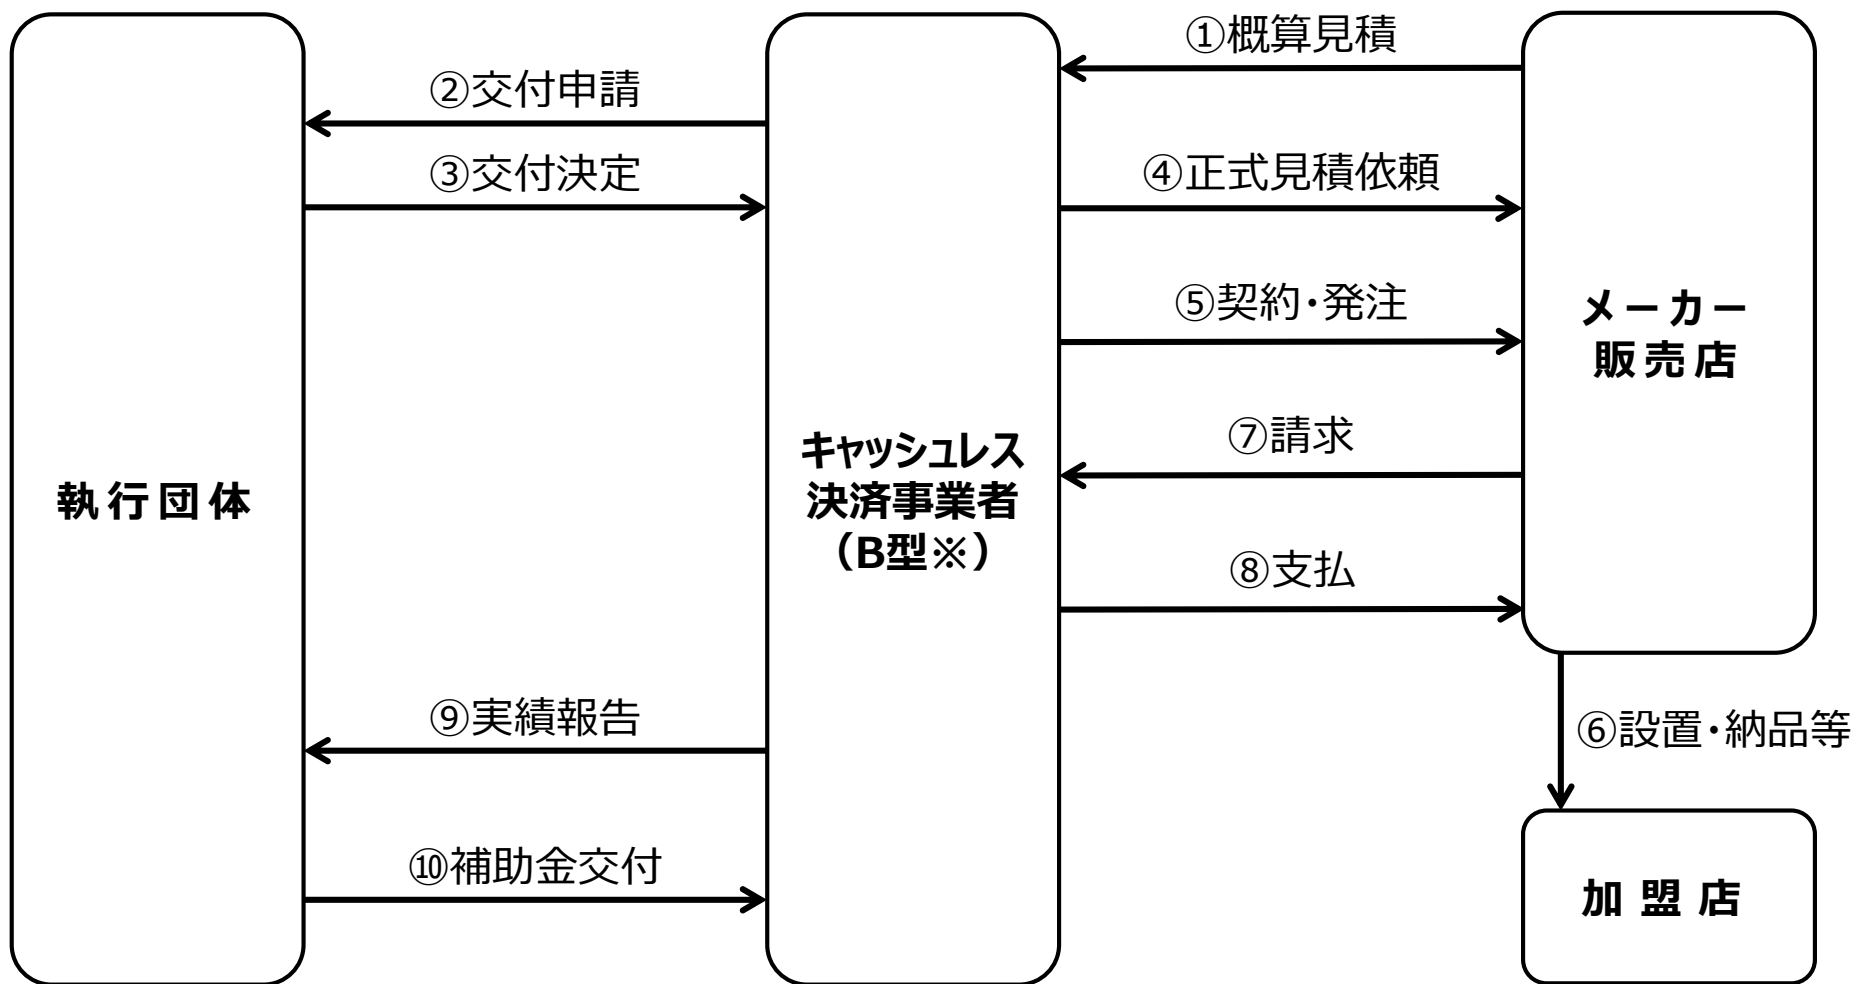 ①概算見積
②交付申請
③交付決定
④正式見積依頼
⑤契約・発注
メーカー
販売店
⑦請求
キャッシュレス
決済事業者
（B型※）
執行団体
⑧支払
⑨実績報告
⑥設置・納品等
⑩補助金交付
加盟店